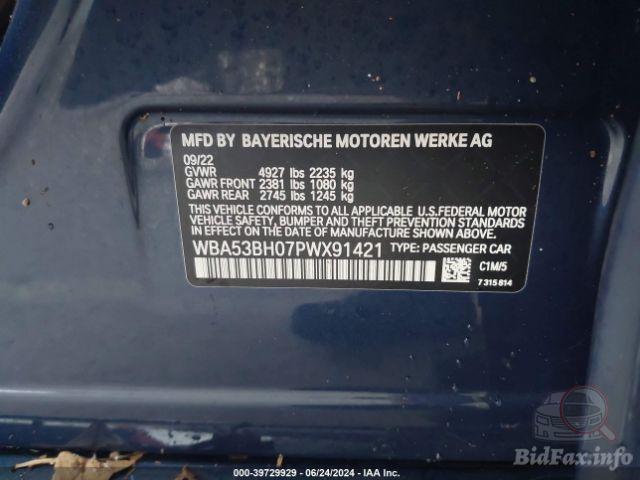 MFD BY BAYERISCHE MOTOREN WERKE AG
09/22
GVWR 4927 lbs 2235 kg
GAWR FRONT 2381 lbs 1080 kg
GAWR REAR 2745 lbs 1245 kg
THIS VEHICLE CONFORMS TO ALL APPLICABLE U.S.FEDERAL MOTOR
VEHICLE SAFETY, BUMPER AND THEFT PREVENTION STANDARDS
IN EFFECT ON THE DATE OF MANUFACTURE SHOWN ABOVE.
WBA53BH07PWX91421 TYPE: PASSENGER CAR
C1M/5
7 315 814
BidFax.info
000-39729929 - 06/24/2024 - IAA Inc.